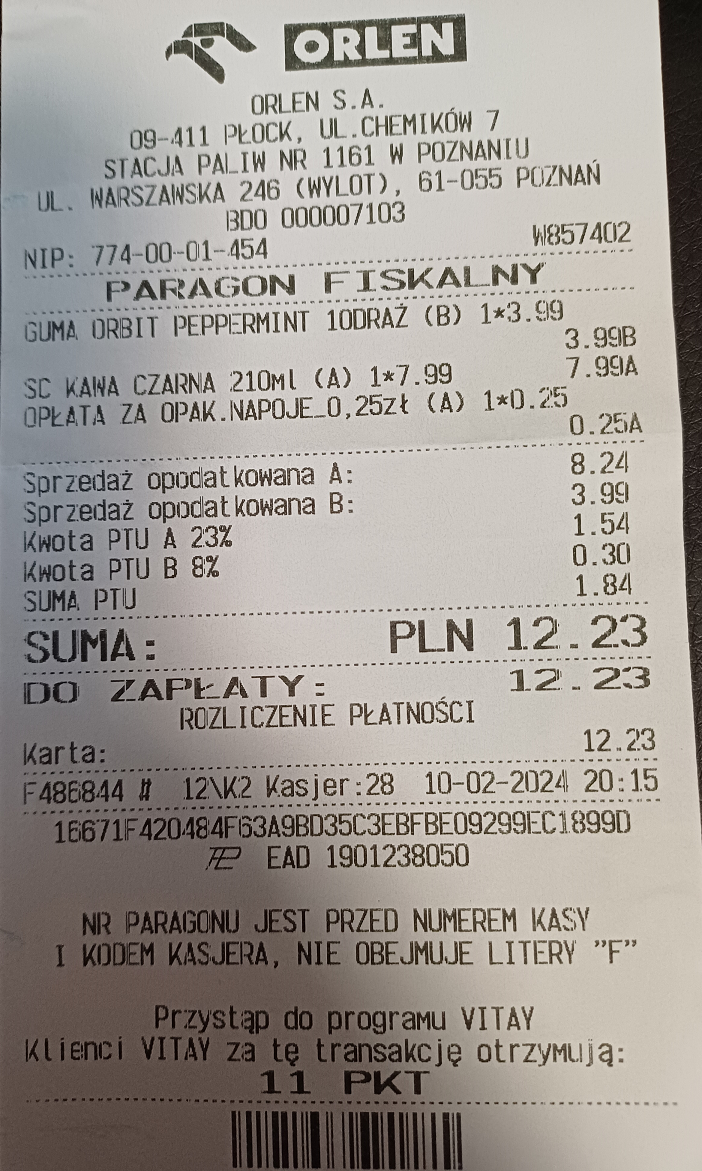 ORLEN
ORLEN S.A.
09-411 PŁOCK, UL.CHEMIKÓW 7
STACJA PALIW NR 1161 W POZNANIU
UL. WARSZAWSKA 246 (WYLOT), 61-055 POZNAŃ
BDO 000007103
NIP: 774-00-01-454 W857402
PARAGON FISKALNY
GUMA ORBIT PEPPERMINT 10DRAŻ (B) 1*3.99
3.99B
SC KAWA CZARNA 210ml (A) 1*7.99 7.99A
OPŁATA ZA OPAK.NAPOJE_0,25zł (A) 1*0.25
0.25A
Sprzedaż opodatkowana A: 8.24
Sprzedaż opodatkowana B: 3.99
Kwota PTU A 23% 1.54
Kwota PTU B 8% 0.30
SUMA PTU 1.84
SUMA: PLN 12.23
DO ZAPŁATY: 12.23
ROZLICZENIE PŁATNOŚCI
Karta: 12.23
F486844 # 12\K2 Kasjer:28 10-02-2024 20:15
16671F420484F63A9BD35C3EBFBE09299EC1899D
EAD 1901238050
NR PARAGONU JEST PRZED NUMEREM KASY
I KODEM KASJERA, NIE OBEJMUJE LITERY "F"
Przystąp do programu VITAY
Klienci VITAY za tę transakcję otrzymują:
11 PKT